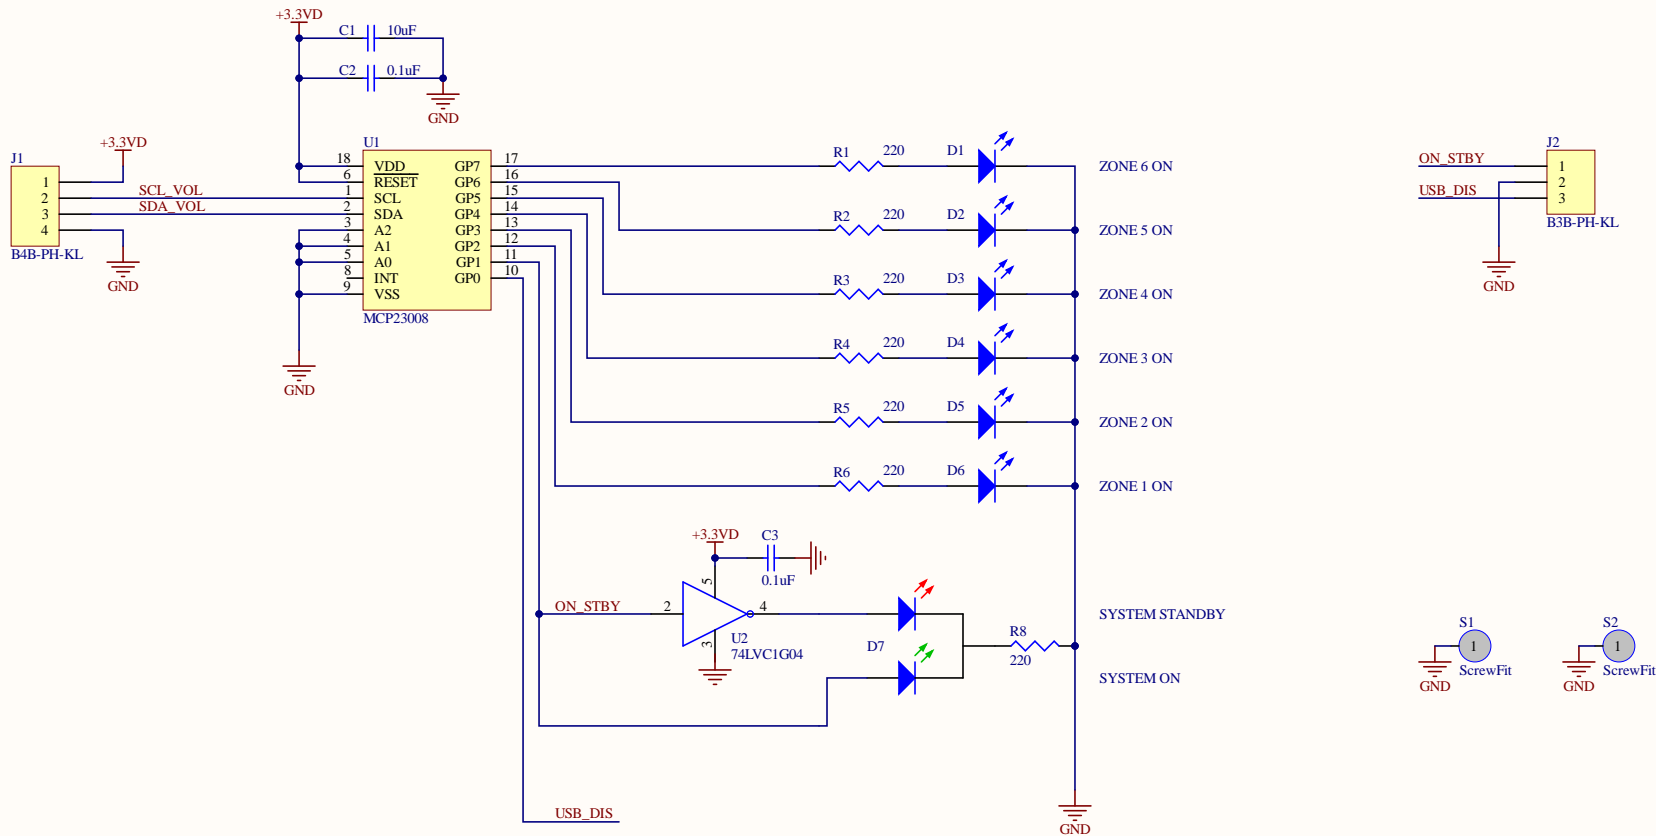 +3.3VD
C1 10uF
C2 0.1uF
GND
+3.3VD
J1
1
2
3
4
B4B-PH-KL
SCL_VOL
SDA_VOL
GND
U1
18 VDD GP7 17
6 RESET GP6 16
1 SCL GP5 15
2 SDA GP4 14
3 A2 GP3 13
4 A1 GP2 12
5 A0 GP1 11
8 INT GP0 10
9 VSS
MCP23008
GND
R1 220 D1 ZONE 6 ON
R2 220 D2 ZONE 5 ON
R3 220 D3 ZONE 4 ON
R4 220 D4 ZONE 3 ON
R5 220 D5 ZONE 2 ON
R6 220 D6 ZONE 1 ON
J2
ON_STBY 1
2
USB_DIS 3
B3B-PH-KL
GND
+3.3VD
C3
0.1uF
5
ON_STBY 2 4
3
U2
74LVC1G04
D7
R8
220
SYSTEM STANDBY
SYSTEM ON
S1
1
ScrewFit
GND
S2
1
ScrewFit
GND
USB_DIS
GND